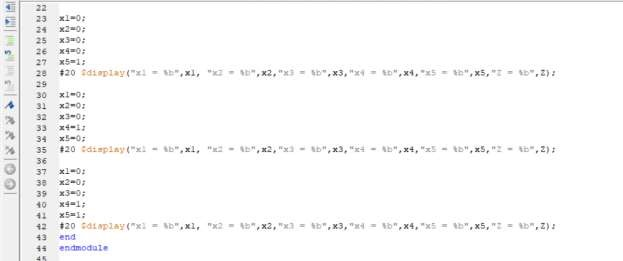 22
23 x1=0;
24 x2=0;
25 x3=0;
26 x4=0;
27 x5=1;
28 #20 $display("x1 = %b",x1, "x2 = %b",x2,"x3 = %b",x3,"x4 = %b",x4,"x5 = %b",x5,"Z = %b",Z);
29
30 x1=0;
31 x2=0;
32 x3=0;
33 x4=1;
34 x5=0;
35 #20 $display("x1 = %b",x1, "x2 = %b",x2,"x3 = %b",x3,"x4 = %b",x4,"x5 = %b",x5,"Z = %b",Z);
36
37 x1=0;
38 x2=0;
39 x3=0;
40 x4=1;
41 x5=1;
42 #20 $display("x1 = %b",x1, "x2 = %b",x2,"x3 = %b",x3,"x4 = %b",x4,"x5 = %b",x5,"Z = %b",Z);
43 end
44 endmodule
45